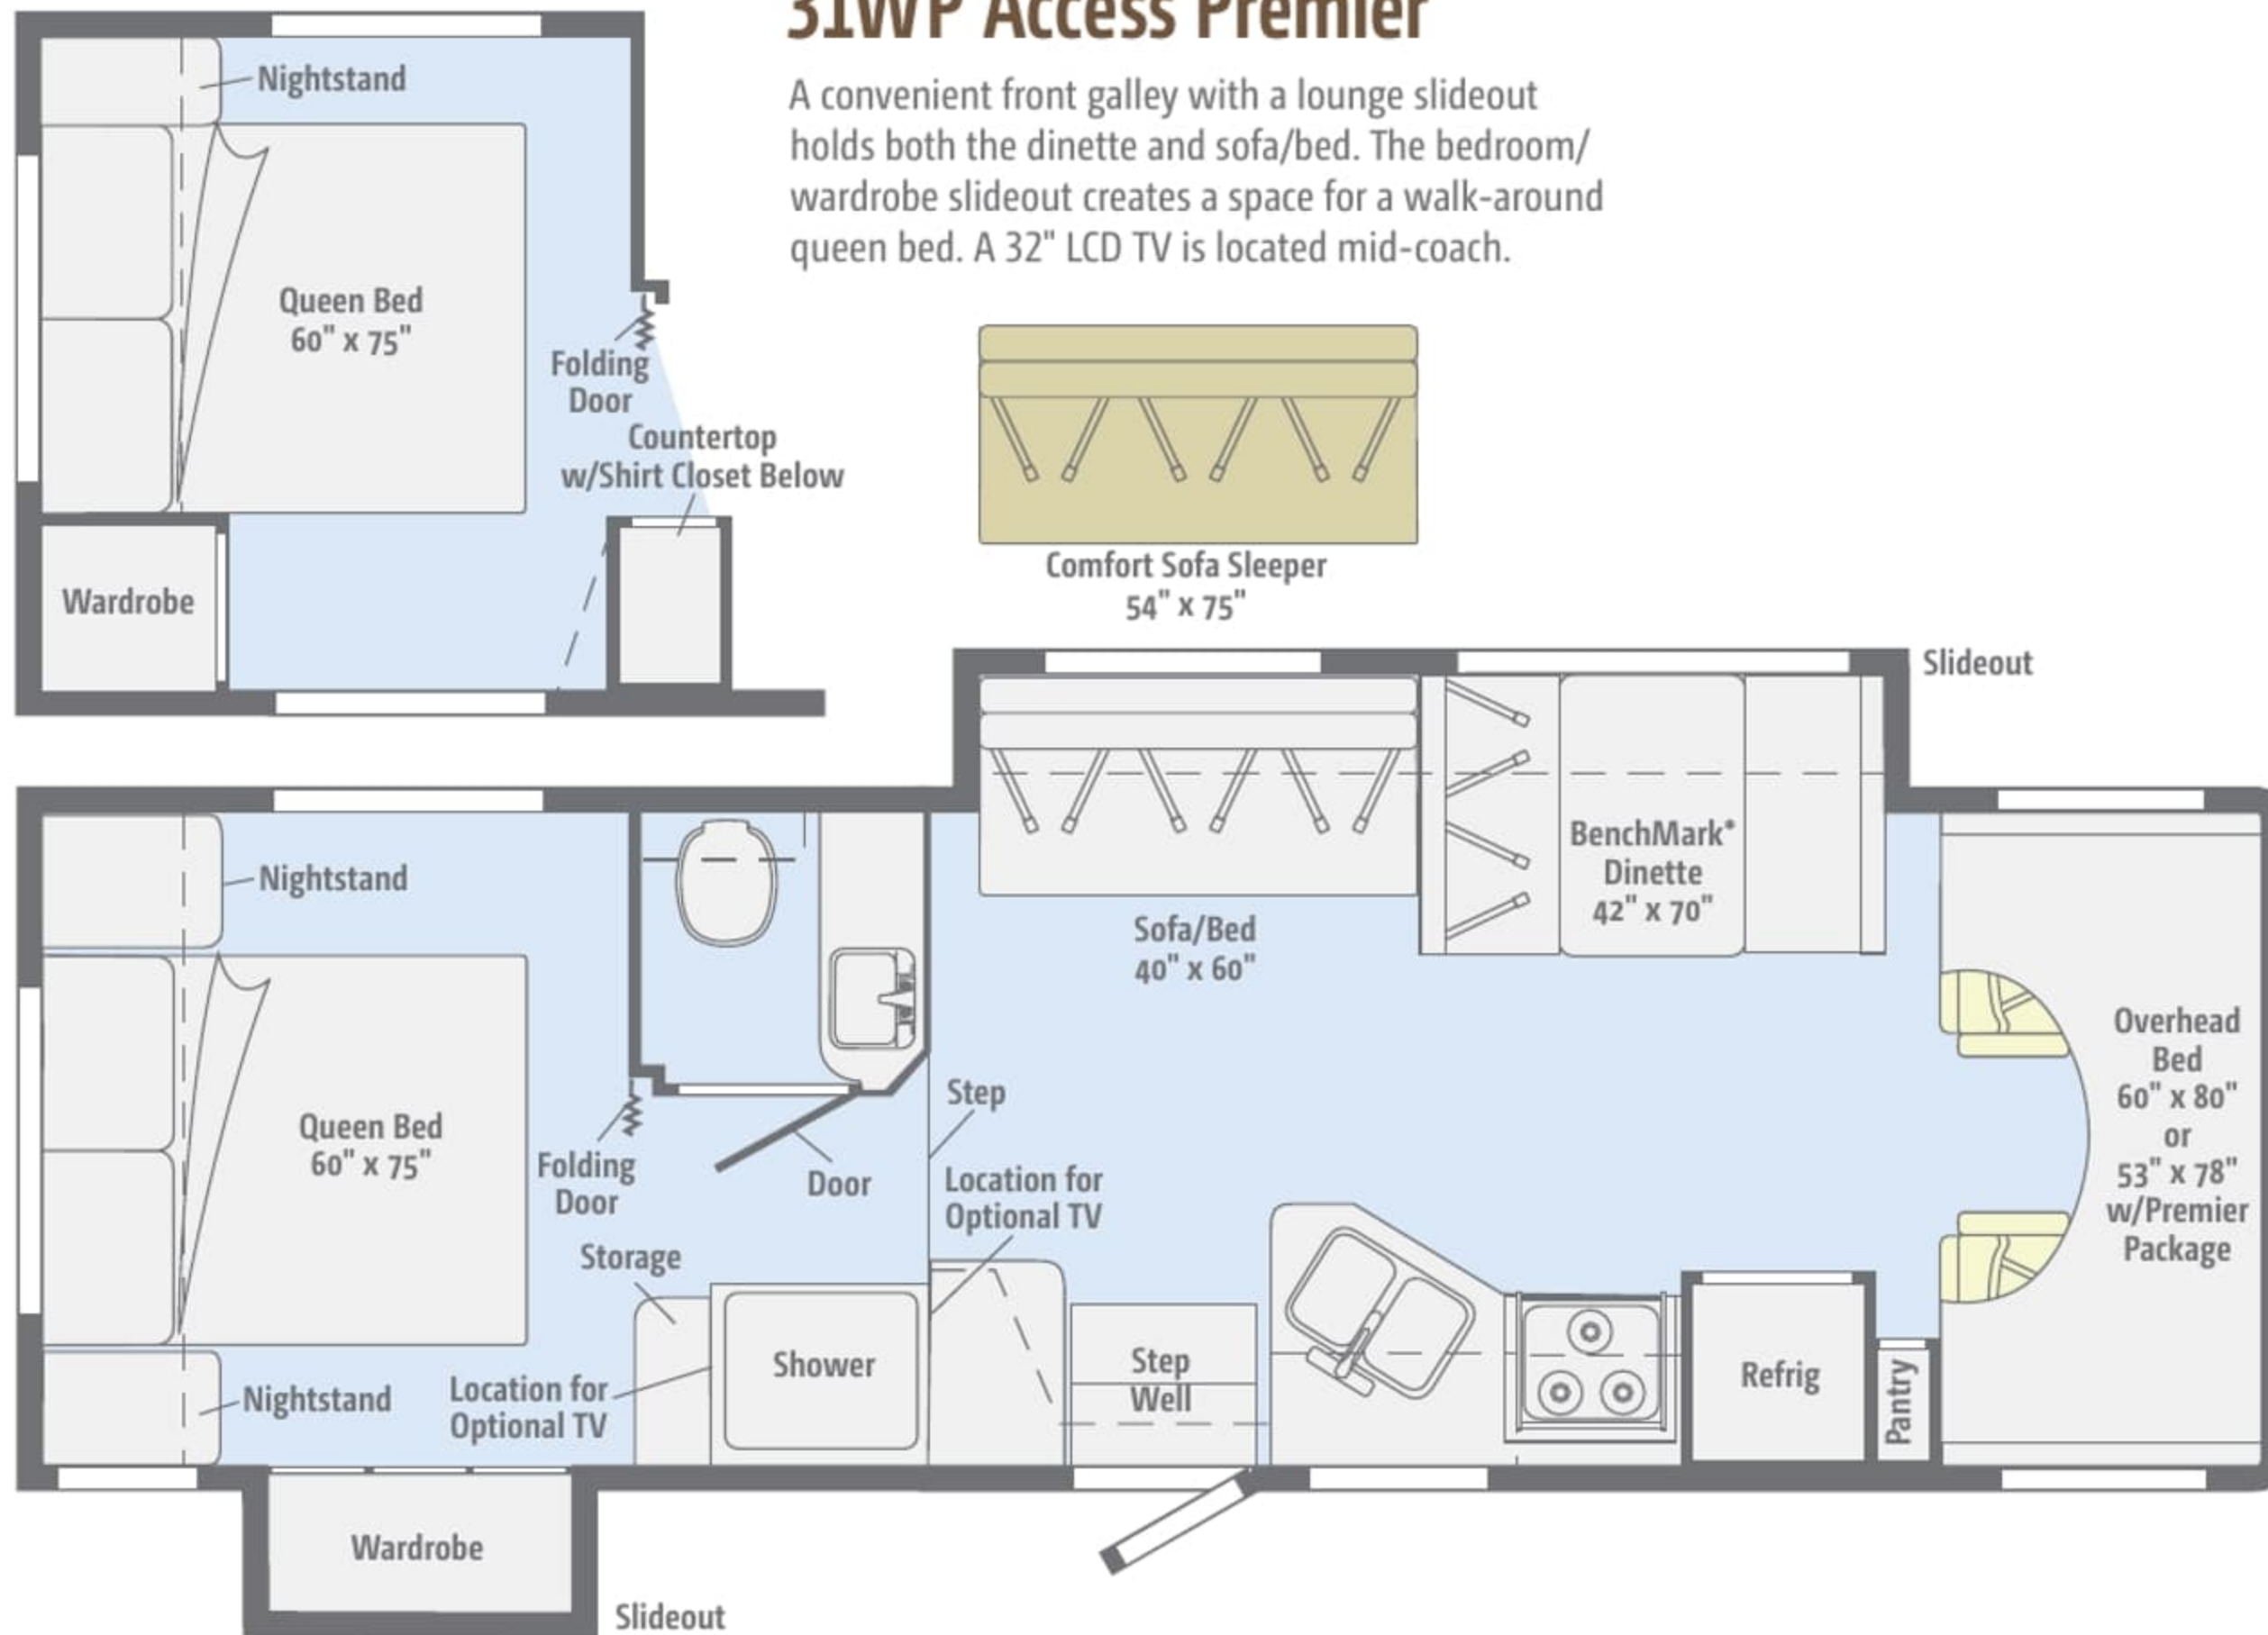 31WP Access Premier
A convenient front galley with a lounge slideout
holds both the dinette and sofa/bed. The bedroom/
wardrobe slideout creates a space for a walk-around
queen bed. A 32" LCD TV is located mid-coach.
Nightstand
Queen Bed
60" x 75"
Folding
Door
Countertop
w/Shirt Closet Below
Wardrobe
Comfort Sofa Sleeper
54" x 75"
Slideout
Nightstand
Queen Bed
60" x 75"
Folding
Door
Door
Step
Location for
Optional TV
Sofa/Bed
40" x 60"
BenchMark®
Dinette
42" x 70"
Overhead
Bed
60" x 80"
or
53" x 78"
w/Premier
Package
Storage
Nightstand
Location for
Optional TV
Shower
Step
Well
Refrig
Pantry
Wardrobe
Slideout